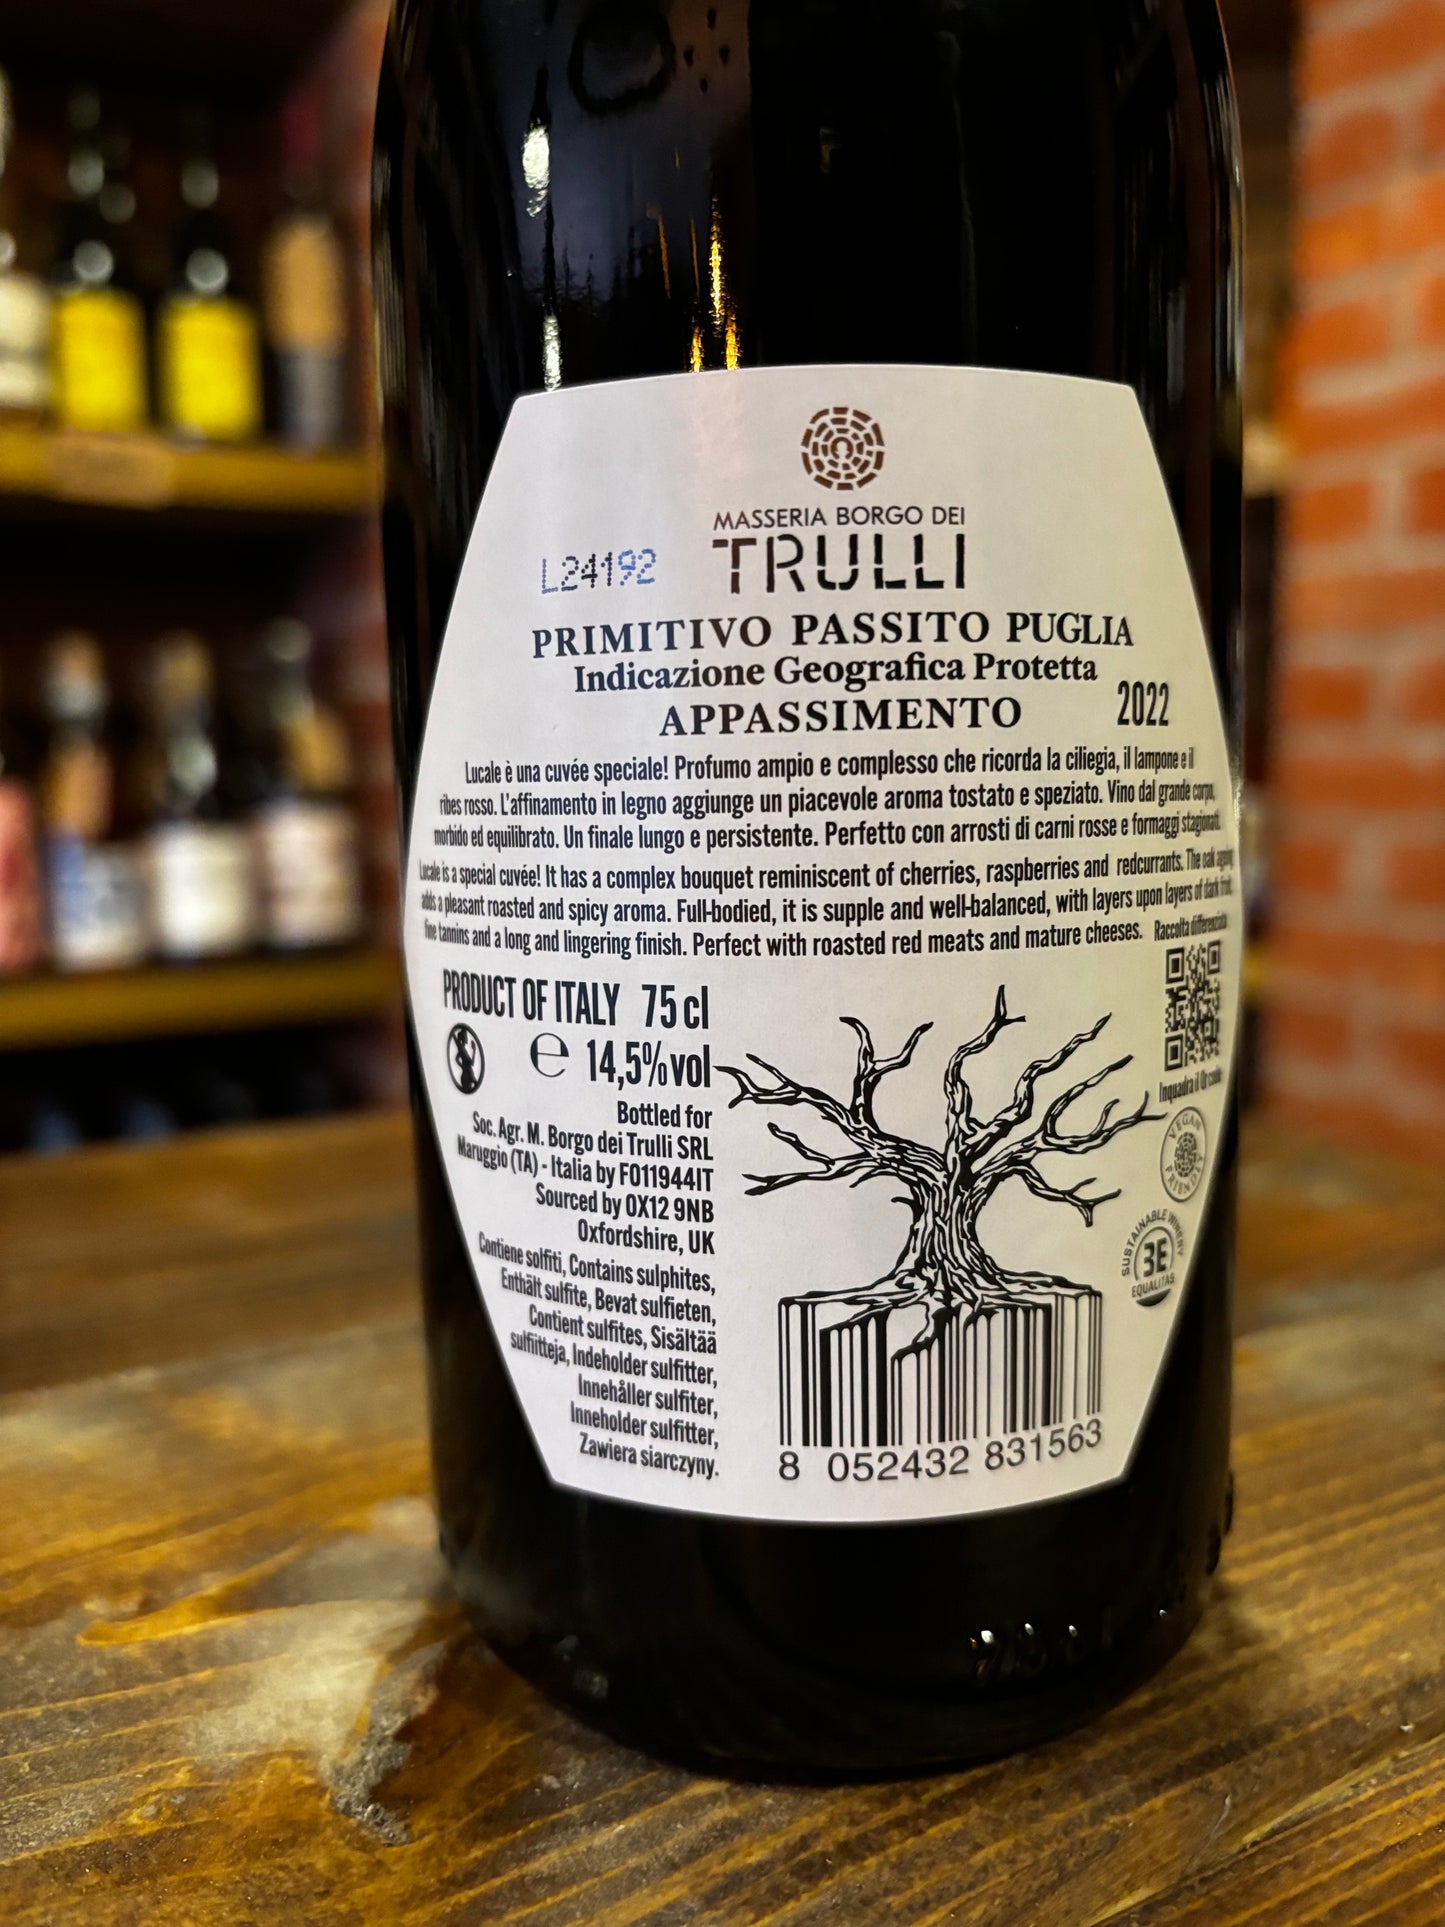 MASSERIA BORGO DEI
TRULLI
L24192
PRIMITIVO PASSITO PUGLIA
Indicazione Geografica Protetta
APPASSIMENTO
2022
Lucale è una cuvée speciale! Profumo ampio e complesso che ricorda la ciliegia, il lampone e il
ribes rosso. L'affinamento in legno aggiunge un piacevole aroma tostato e speziato. Vino dal grande corpo,
morbido ed equilibrato. Un finale lungo e persistente. Perfetto con arrosti di carni rosse e formaggi stagionati.
Lucale is a special cuvée! It has a complex bouquet reminiscent of cherries, raspberries and redcurrants. The oak ageing
adds a pleasant roasted and spicy aroma. Full-bodied, it is supple and well-balanced, with layers upon layers of dark fruit,
fine tannins and a long and lingering finish. Perfect with roasted red meats and mature cheeses.
Raccolta differenziata
PRODUCT OF ITALY 75 cl
℮ 14,5%vol
Inquadra il Qr code
Bottled for
Soc. Agr. M. Borgo dei Trulli SRL
Maruggio (TA) - Italia by FO11944IT
Sourced by OX12 9NB
Oxfordshire, UK
VEGAN
FRIENDLY
SUSTAINABLE WINERY
3E
EQUALITAS
Contiene solfiti, Contains sulphites,
Enthält sulfite, Bevat sulfieten,
Contient sulfites, Sisältää
sulfiitteja, Indeholder sulfitter,
Innehåller sulfiter,
Inneholder sulfitter,
Zawiera siarczyny.
8 052432 831563